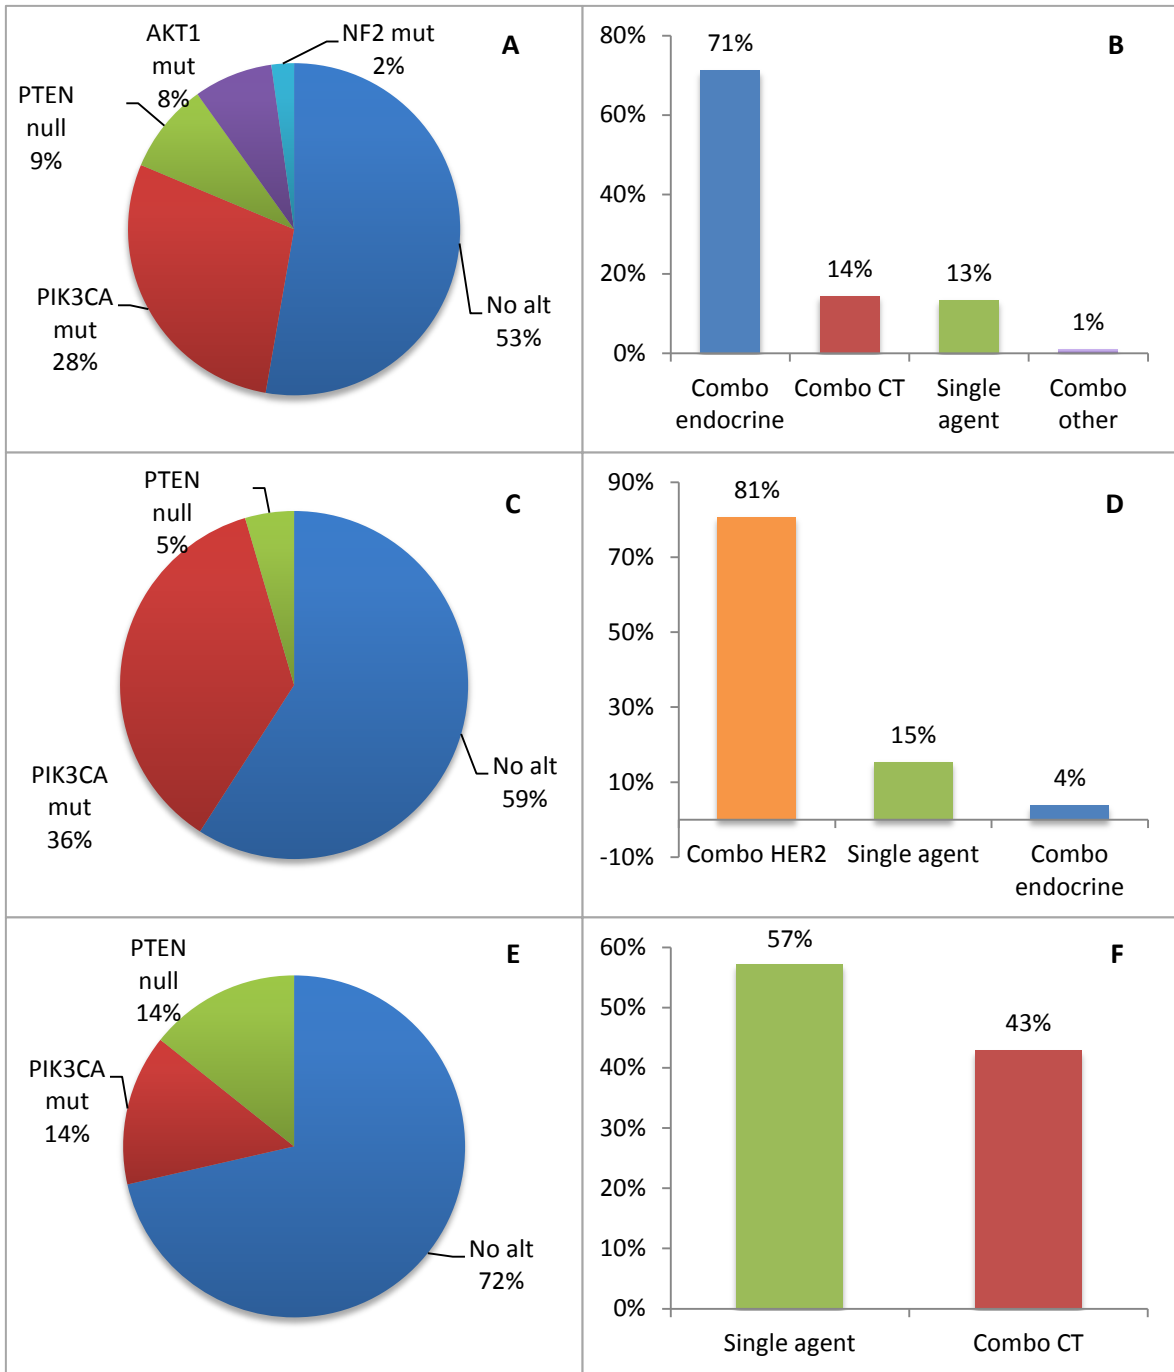 A
AKT1
mut
8%
NF2 mut
2%
PTEN
null
9%
PIK3CA
mut
28%
No alt
53%
B
80%
60%
40%
20%
0%
71%
14%
13%
1%
Combo
endocrine
Combo CT
Single
agent
Combo
other
C
PTEN
null
5%
PIK3CA
mut
36%
No alt
59%
D
90%
70%
50%
30%
10%
-10%
81%
15%
4%
Combo HER2
Single agent
Combo
endocrine
E
PTEN
null
14%
PIK3CA
mut
14%
No alt
72%
F
60%
50%
40%
30%
20%
10%
0%
57%
43%
Single agent
Combo CT